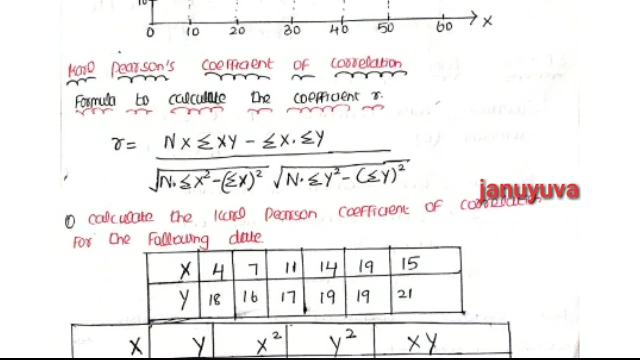 10
0 10 20 30 40 50 60 X
Karl pearson's coefficient of correlation
Formula to calculate the coefficient r.
r = N × ΣXY - ΣX.ΣY
√N.ΣX² - (ΣX)² √N.ΣY² - (ΣY)²
januyuva
① calculate the Karl pearson coefficient of correlation
for the following date
X 4 7 11 14 19 15
Y 18 16 17 19 19 21
X Y X² Y² XY